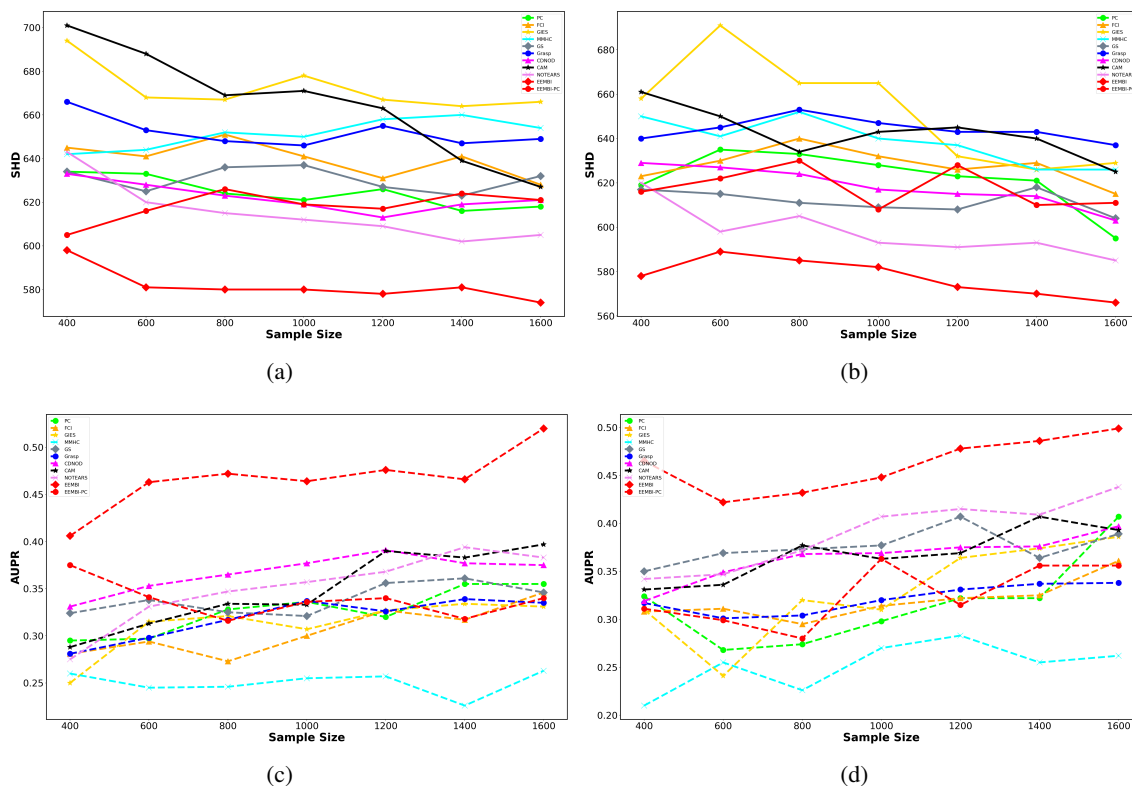 700
680
660
640
620
600
580
SHD
400 600 800 1000 1200 1400 1600
Sample Size
PC
FCI
GIES
MMHC
GS
Grasp
CDNOD
CAM
NOTEARS
EEMBI
EEMBI-PC
(a)
680
660
640
620
600
580
560
SHD
400 600 800 1000 1200 1400 1600
Sample Size
PC
FCI
GIES
MMHC
GS
Grasp
CDNOD
CAM
NOTEARS
EEMBI
EEMBI-PC
(b)
PC
FCI
GIES
MMHC
GS
Grasp
CDNOD
CAM
NOTEARS
EEMBI
EEMBI-PC
0.50
0.45
0.40
0.35
0.30
0.25
AUPR
400 600 800 1000 1200 1400 1600
Sample Size
(c)
PC
FCI
GIES
MMHC
GS
Grasp
CDNOD
CAM
NOTEARS
EEMBI
EEMBI-PC
0.50
0.45
0.40
0.35
0.30
0.25
0.20
AUPR
400 600 800 1000 1200 1400 1600
Sample Size
(d)